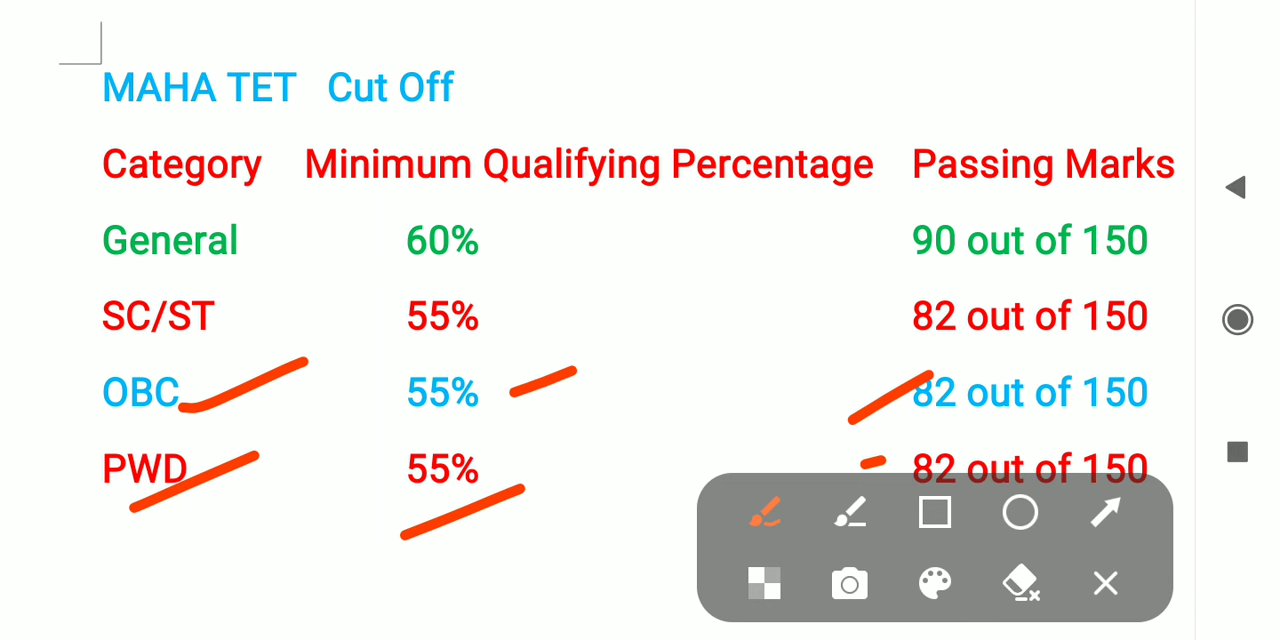 MAHA TET Cut Off
Category Minimum Qualifying Percentage Passing Marks
General 60% 90 out of 150
SC/ST 55% 82 out of 150
OBC 55% 82 out of 150
PWD 55% 82 out of 150